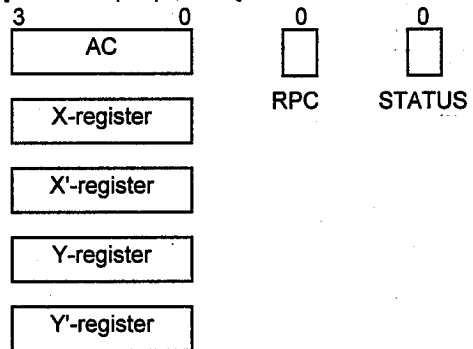 3 0 0 0
AC
RPC STATUS
X-register
X'-register
Y-register
Y'-register